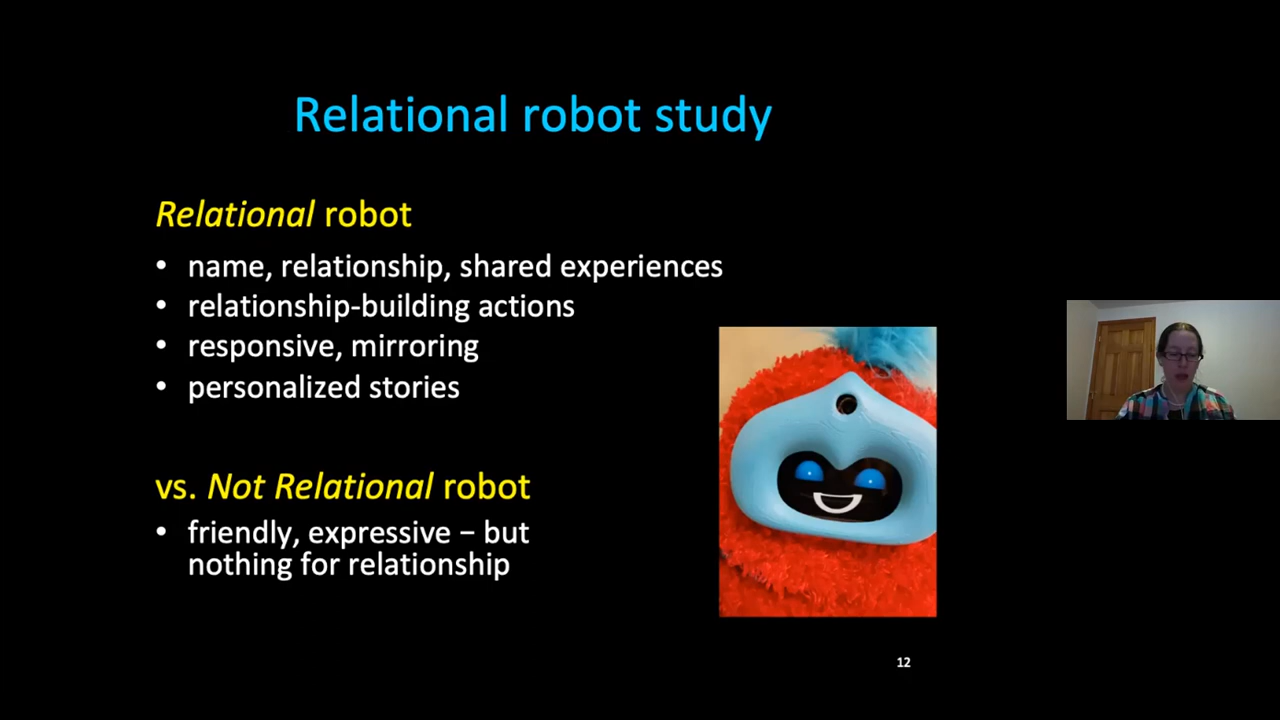 Relational robot study
Relational robot
• name, relationship, shared experiences
• relationship-building actions
• responsive, mirroring
• personalized stories
vs. Not Relational robot
• friendly, expressive – but
nothing for relationship
12